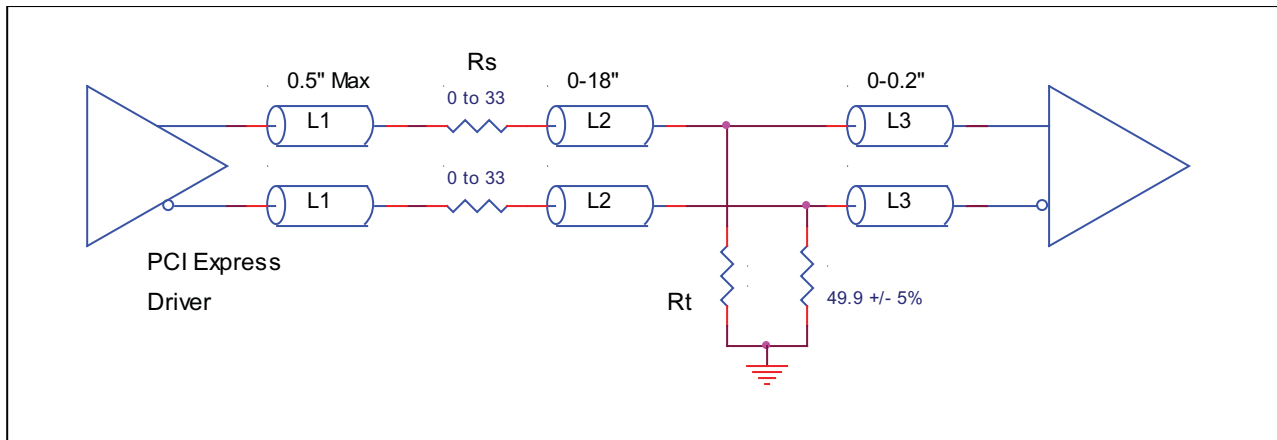 Rs
0.5" Max
0-18"
0-0.2"
0 to 33
L1
L2
L3
0 to 33
L1
L2
L3
PCI Express
Driver
Rt
49.9 +/- 5%